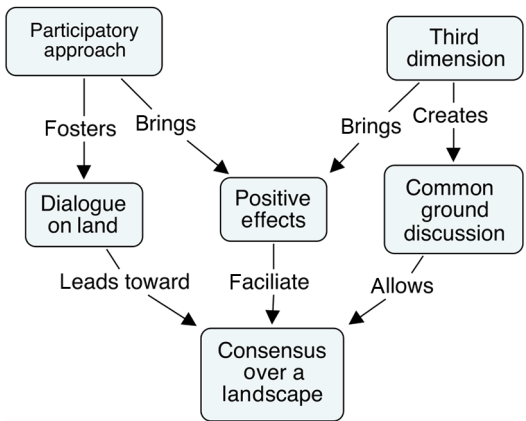 Participatory
approach
Third
dimension
Fosters
Brings
Brings
Creates
Dialogue
on land
Positive
effects
Common
ground
discussion
Leads toward
Faciliate
Allows
Consensus
over a
landscape